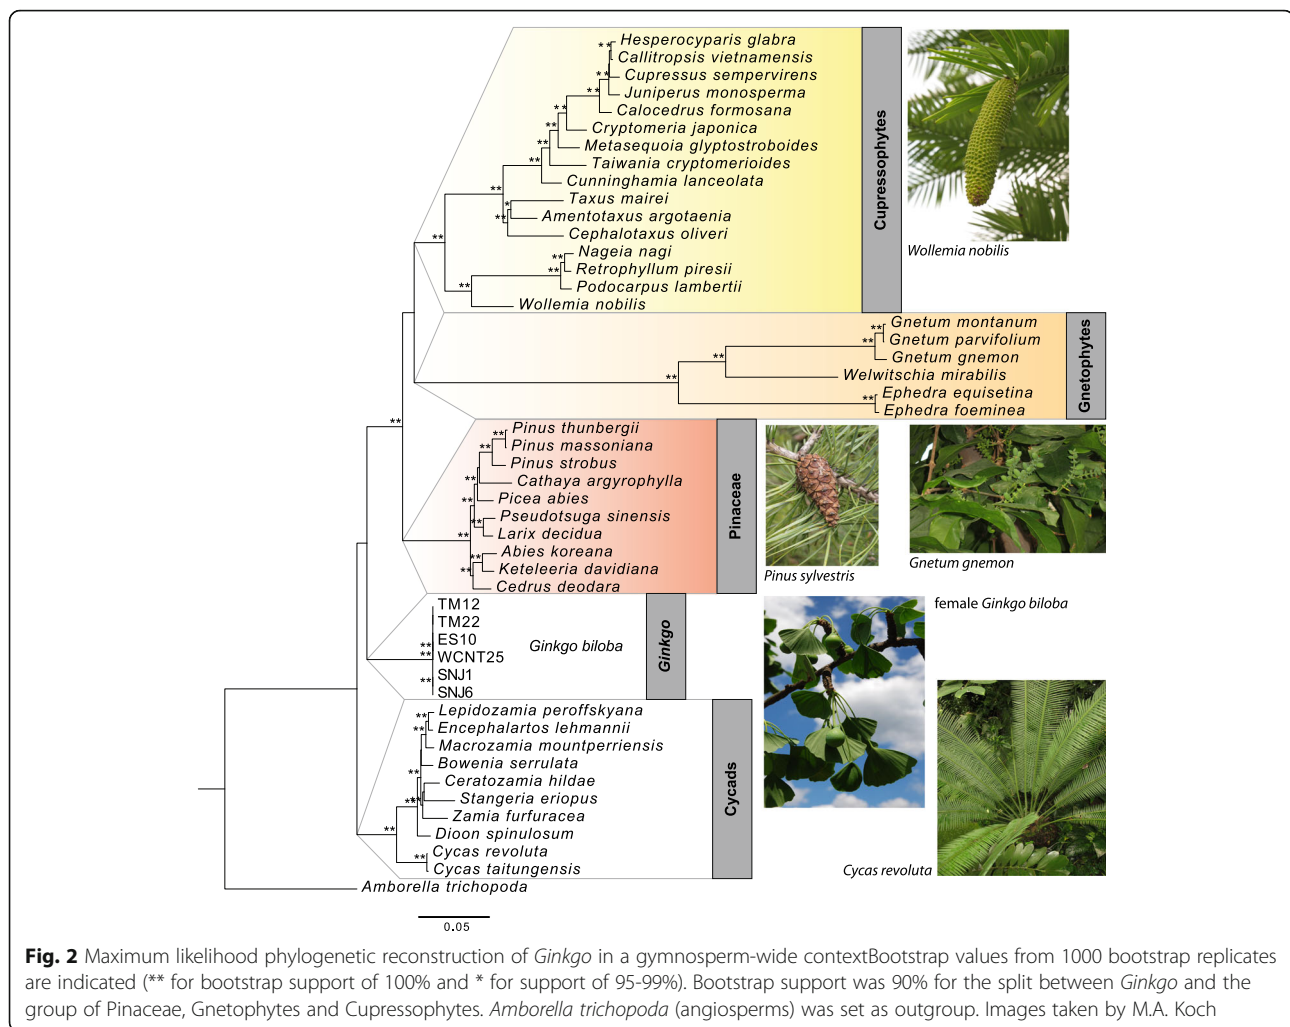 ** Hesperocyparis glabra
Callitropsis vietnamensis
** Cupressus sempervirens
** Juniperus monosperma
** Calocedrus formosana
** Cryptomeria japonica
** Metasequoia glyptostroboides
** Taiwania cryptomerioides
** Cunninghamia lanceolata
* Taxus mairei
** Amentotaxus argotaenia
Cephalotaxus oliveri
** Nageia nagi
** Retrophyllum piresii
** Podocarpus lambertii
Wollemia nobilis
**
Cupressophytes
Wollemia nobilis
** Gnetum montanum
** Gnetum parvifolium
Gnetum gnemon
** Welwitschia mirabilis
**
** Ephedra equisetina
Ephedra foeminea
Gnetophytes
**
** Pinus thunbergii
Pinus massoniana
** Pinus strobus
** Cathaya argyrophylla
** Picea abies
** Pseudotsuga sinensis
** Larix decidua
** Abies koreana
** Keteleeria davidiana
Cedrus deodara
Pinaceae
Pinus sylvestris
Gnetum gnemon
TM12
TM22
** ES10
** WCNT25
** SNJ1
SNJ6
Ginkgo biloba
Ginkgo
female Ginkgo biloba
** Lepidozamia peroffskyana
Encephalartos lehmannii
Macrozamia mountperriensis
Bowenia serrulata
** Ceratozamia hildae
** Stangeria eriopus
Zamia furfuracea
** Dioon spinulosum
** Cycas revoluta
Cycas taitungensis
Cycads
Cycas revoluta
Amborella trichopoda
0.05
Fig. 2 Maximum likelihood phylogenetic reconstruction of Ginkgo in a gymnosperm-wide contextBootstrap values from 1000 bootstrap replicates
are indicated (** for bootstrap support of 100% and * for support of 95-99%). Bootstrap support was 90% for the split between Ginkgo and the
group of Pinaceae, Gnetophytes and Cupressophytes. Amborella trichopoda (angiosperms) was set as outgroup. Images taken by M.A. Koch